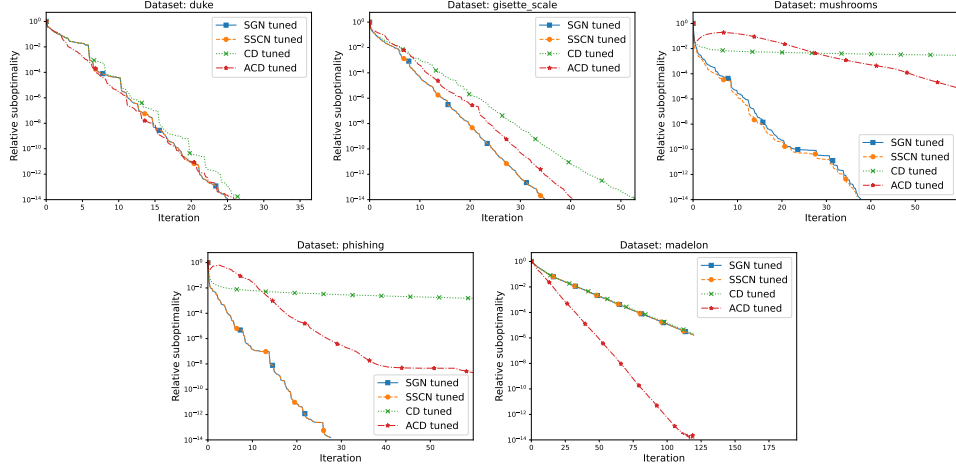 Dataset: duke
Relative suboptimality
10^0
10^-2
10^-4
10^-6
10^-8
10^-10
10^-12
10^-14
SGN tuned
SSCN tuned
CD tuned
ACD tuned
0 5 10 15 20 25 30 35
Iteration
Dataset: gisette_scale
Relative suboptimality
10^0
10^-2
10^-4
10^-6
10^-8
10^-10
10^-12
10^-14
SGN tuned
SSCN tuned
CD tuned
ACD tuned
0 10 20 30 40 50
Iteration
Dataset: mushrooms
Relative suboptimality
10^0
10^-2
10^-4
10^-6
10^-8
10^-10
10^-12
10^-14
SGN tuned
SSCN tuned
CD tuned
ACD tuned
0 10 20 30 40 50
Iteration
Dataset: phishing
Relative suboptimality
10^0
10^-2
10^-4
10^-6
10^-8
10^-10
10^-12
10^-14
SGN tuned
SSCN tuned
CD tuned
ACD tuned
0 10 20 30 40 50
Iteration
Dataset: madelon
Relative suboptimality
10^0
10^-2
10^-4
10^-6
10^-8
10^-10
10^-12
10^-14
SGN tuned
SSCN tuned
CD tuned
ACD tuned
0 25 50 75 100 125 150 175
Iteration